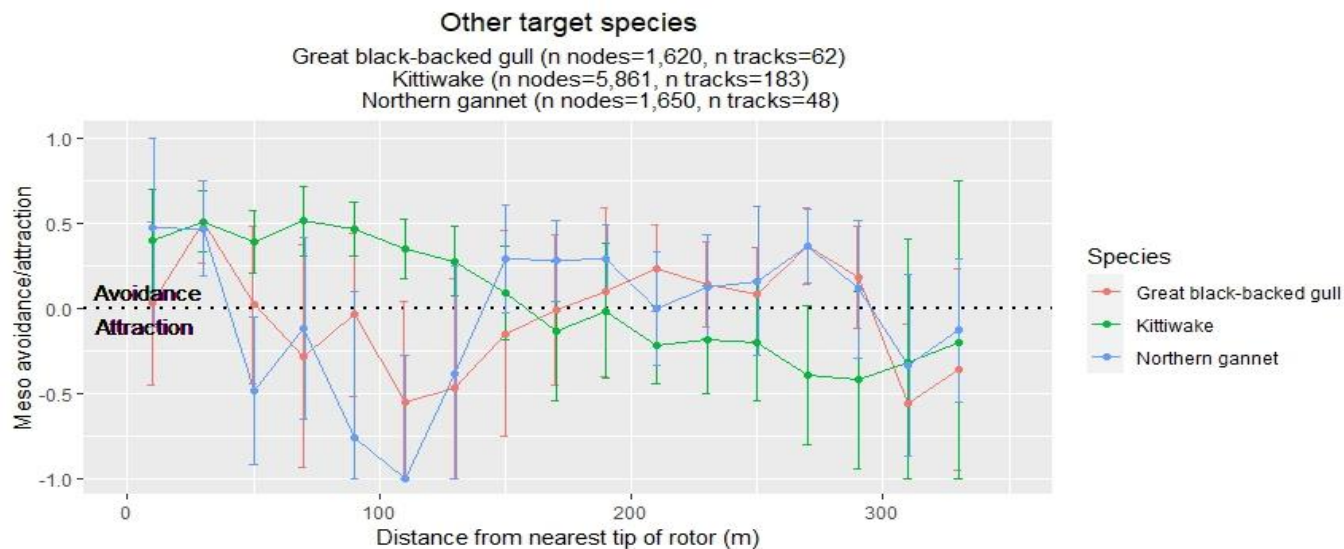 Other target species
Great black-backed gull (n nodes=1,620, n tracks=62)
Kittiwake (n nodes=5,861, n tracks=183)
Northern gannet (n nodes=1,650, n tracks=48)
1.0
0.5
0.0
-0.5
-1.0
Meso avoidance/attraction
Avoidance
Attraction
0
100
200
300
Distance from nearest tip of rotor (m)
Species
Great black-backed gull
Kittiwake
Northern gannet